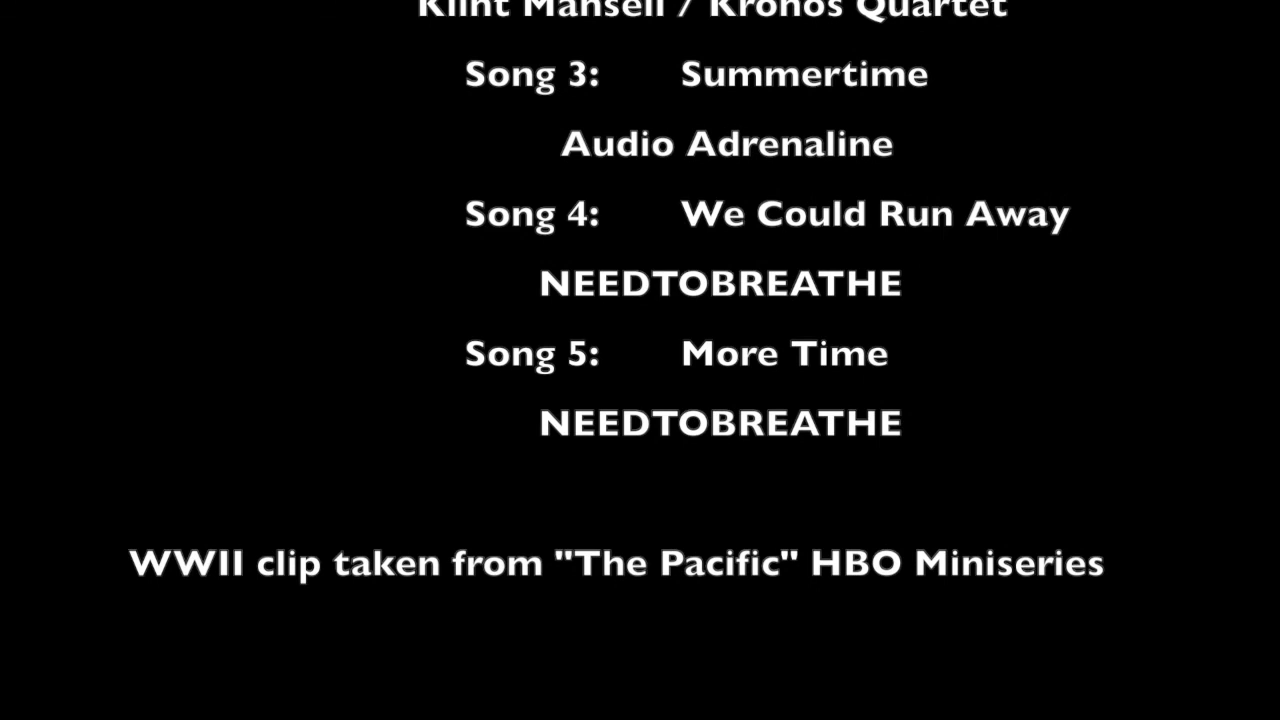 Klint Mansell / Kronos Quartet
Song 3: Summertime
Audio Adrenaline
Song 4: We Could Run Away
NEEDTOBREATHE
Song 5: More Time
NEEDTOBREATHE
WWII clip taken from "The Pacific" HBO Miniseries